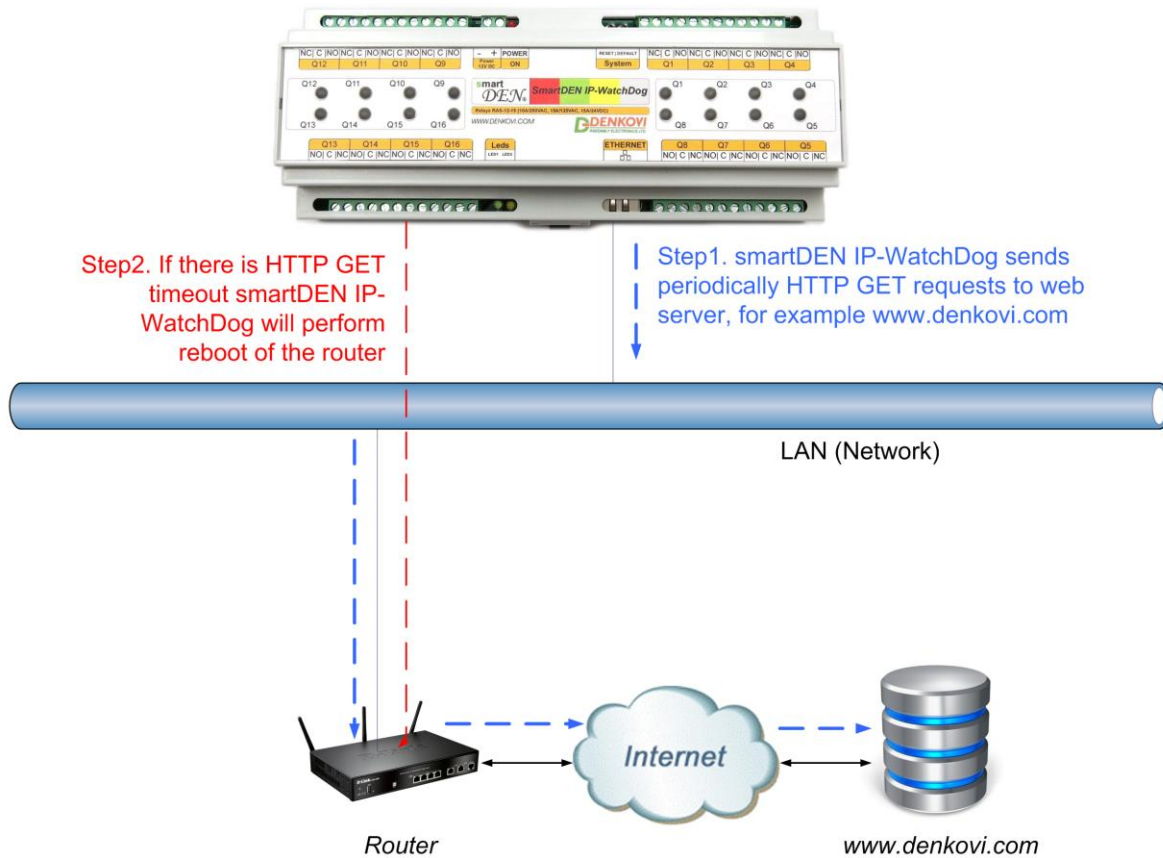 NC| C |NO|NC| C |NO|NC| C |NO|NC| C |NO
Q12 Q11 Q10 Q9
- + POWER
Power 12V DC ON
RESET | DEFAULT
System
NC| C |NO|NC| C |NO|NC| C |NO|NC| C |NO
Q1 Q2 Q3 Q4
Q12 Q11 Q10 Q9
Q13 Q14 Q15 Q16
smart
DEN® SmartDEN IP-WatchDog
WWW.DENKOVI.COM
DENKOVI
Q1 Q2 Q3 Q4
Q8 Q7 Q6 Q5
Q13 Q14 Q15 Q16
NO| C |NC|NO| C |NC|NO| C |NC|NO| C |NC
Leds
LED1 LED2
ETHERNET
Q8 Q7 Q6 Q5
NO| C |NC|NO| C |NC|NO| C |NC|NO| C |NC
Step2. If there is HTTP GET
timeout smartDEN IP-
WatchDog will perform
reboot of the router
Step1. smartDEN IP-WatchDog sends
periodically HTTP GET requests to web
server, for example www.denkovi.com
LAN (Network)
Internet
Router
www.denkovi.com